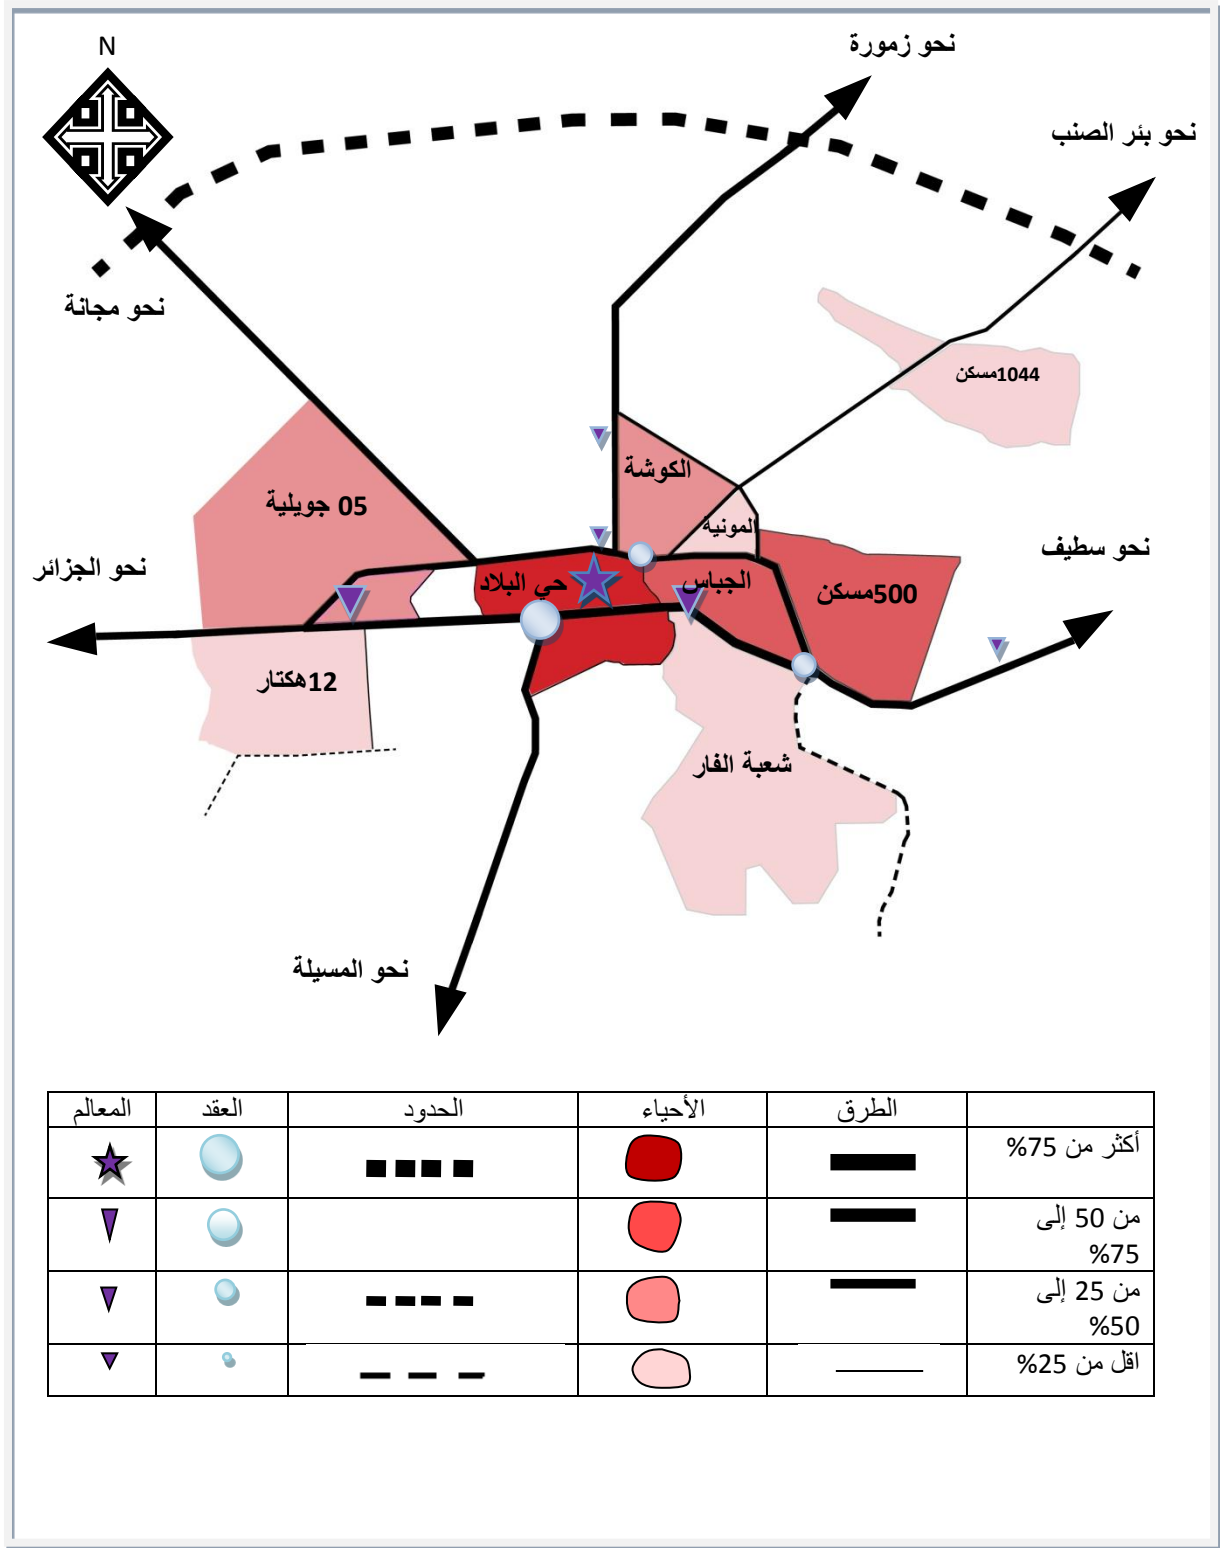 N
نحو زمورة
نحو بئر الصنب
نحو مجانة
1044مسكن
الكوشة
05 جويلية
المونية
نحو سطيف
نحو الجزائر
حي البلاد
الجباس
500مسكن
12هكتار
شعبة الفار
نحو المسيلة
الطرق الأحياء الحدود العقد المعالم
أكثر من 75%
من 50 إلى
75%
من 25 إلى
50%
اقل من 25%